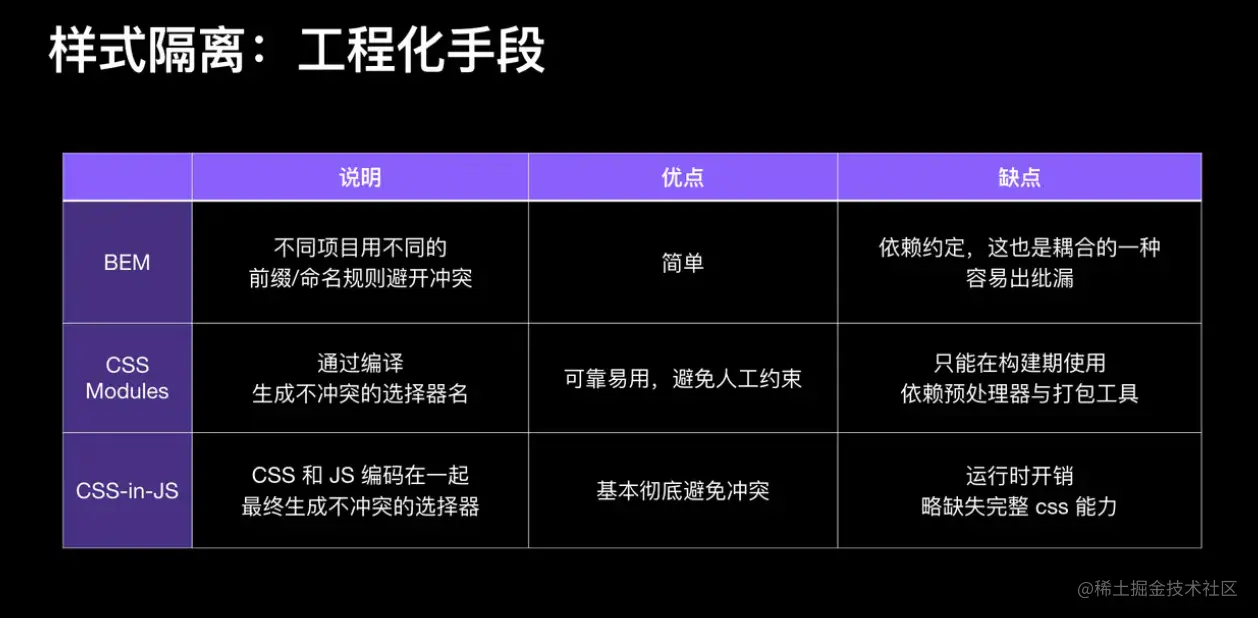 样式隔离：工程化手段
说明
优点
缺点
BEM
不同项目用不同的
前缀/命名规则避开冲突
简单
依赖约定，这也是耦合的一种
容易出纰漏
CSS
Modules
通过编译
生成不冲突的选择器名
可靠易用，避免人工约束
只能在构建期使用
依赖预处理器与打包工具
CSS-in-JS
CSS 和 JS 编码在一起
最终生成不冲突的选择器
基本彻底避免冲突
运行时开销
略缺失完整 css 能力
@稀土掘金技术社区